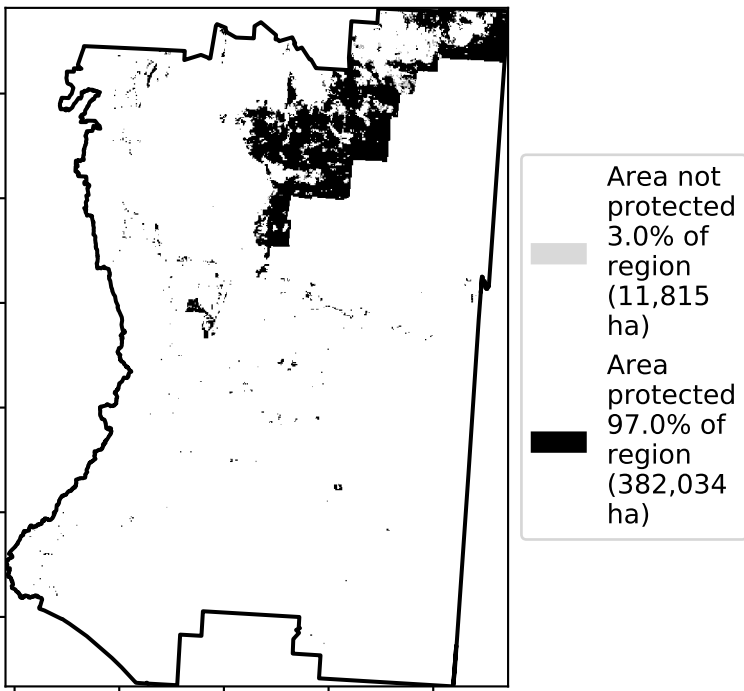 Area not
protected
3.0% of
region
(11,815
ha)
Area
protected
97.0% of
region
(382,034
ha)